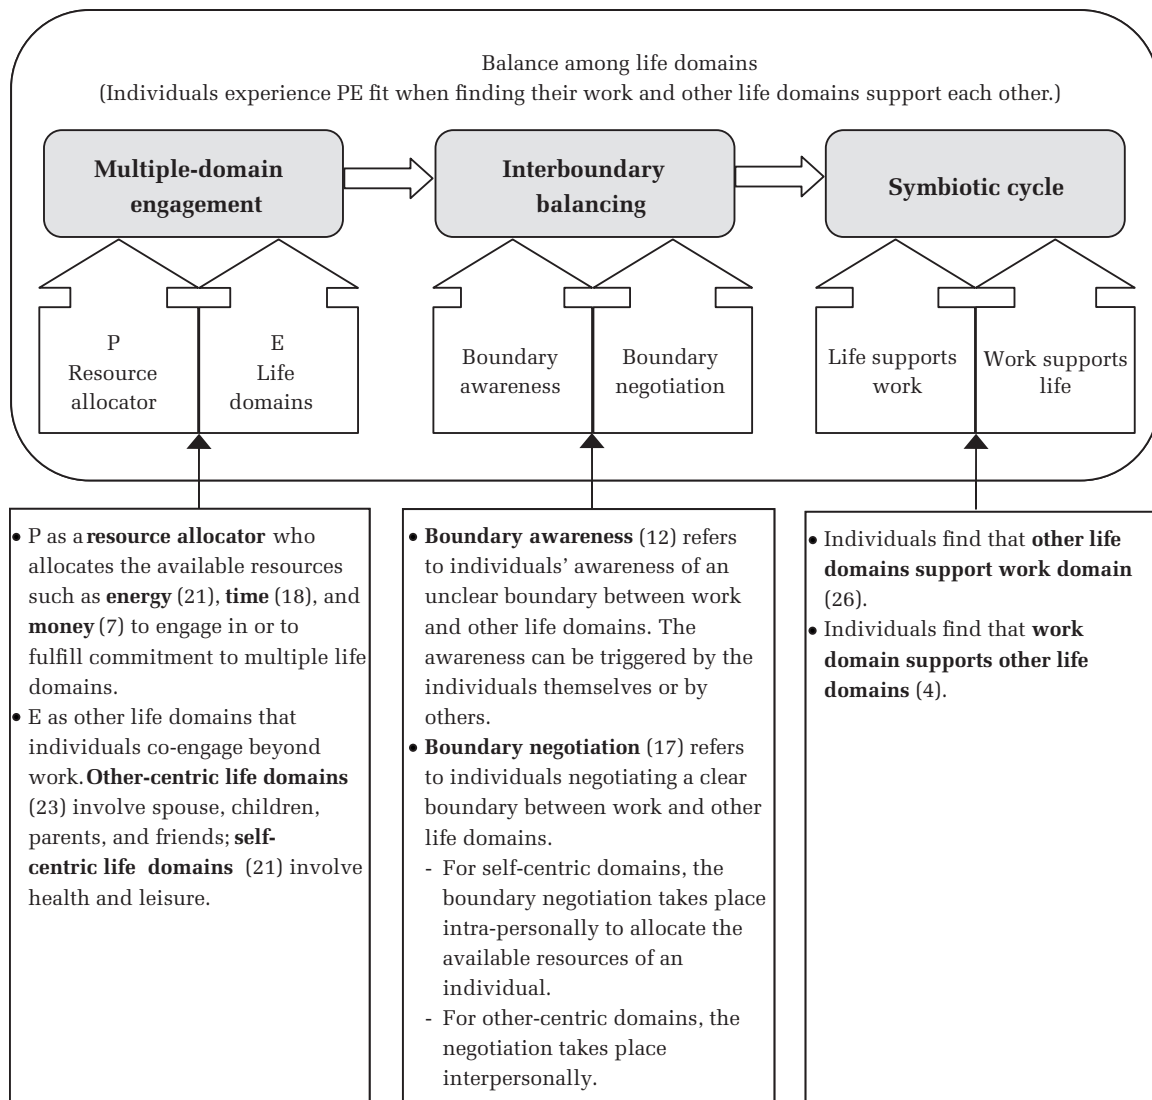 Balance among life domains
(Individuals experience PE fit when finding their work and other life domains support each other.)
Multiple-domain
engagement
Interboundary
balancing
Symbiotic cycle
P
Resource
allocator
E
Life
domains
Boundary
awareness
Boundary
negotiation
Life supports
work
Work supports
life
• P as a resource allocator who
allocates the available resources
such as energy (21), time (18), and
money (7) to engage in or to
fulfill commitment to multiple life
domains.
• E as other life domains that
individuals co-engage beyond
work. Other-centric life domains
(23) involve spouse, children,
parents, and friends; self-
centric life domains (21) involve
health and leisure.
• Boundary awareness (12) refers
to individuals’ awareness of an
unclear boundary between work
and other life domains. The
awareness can be triggered by the
individuals themselves or by
others.
• Boundary negotiation (17) refers
to individuals negotiating a clear
boundary between work and other
life domains.
- For self-centric domains, the
boundary negotiation takes place
intra-personally to allocate the
available resources of an
individual.
- For other-centric domains, the
negotiation takes place
interpersonally.
• Individuals find that other life
domains support work domain
(26).
• Individuals find that work
domain supports other life
domains (4).